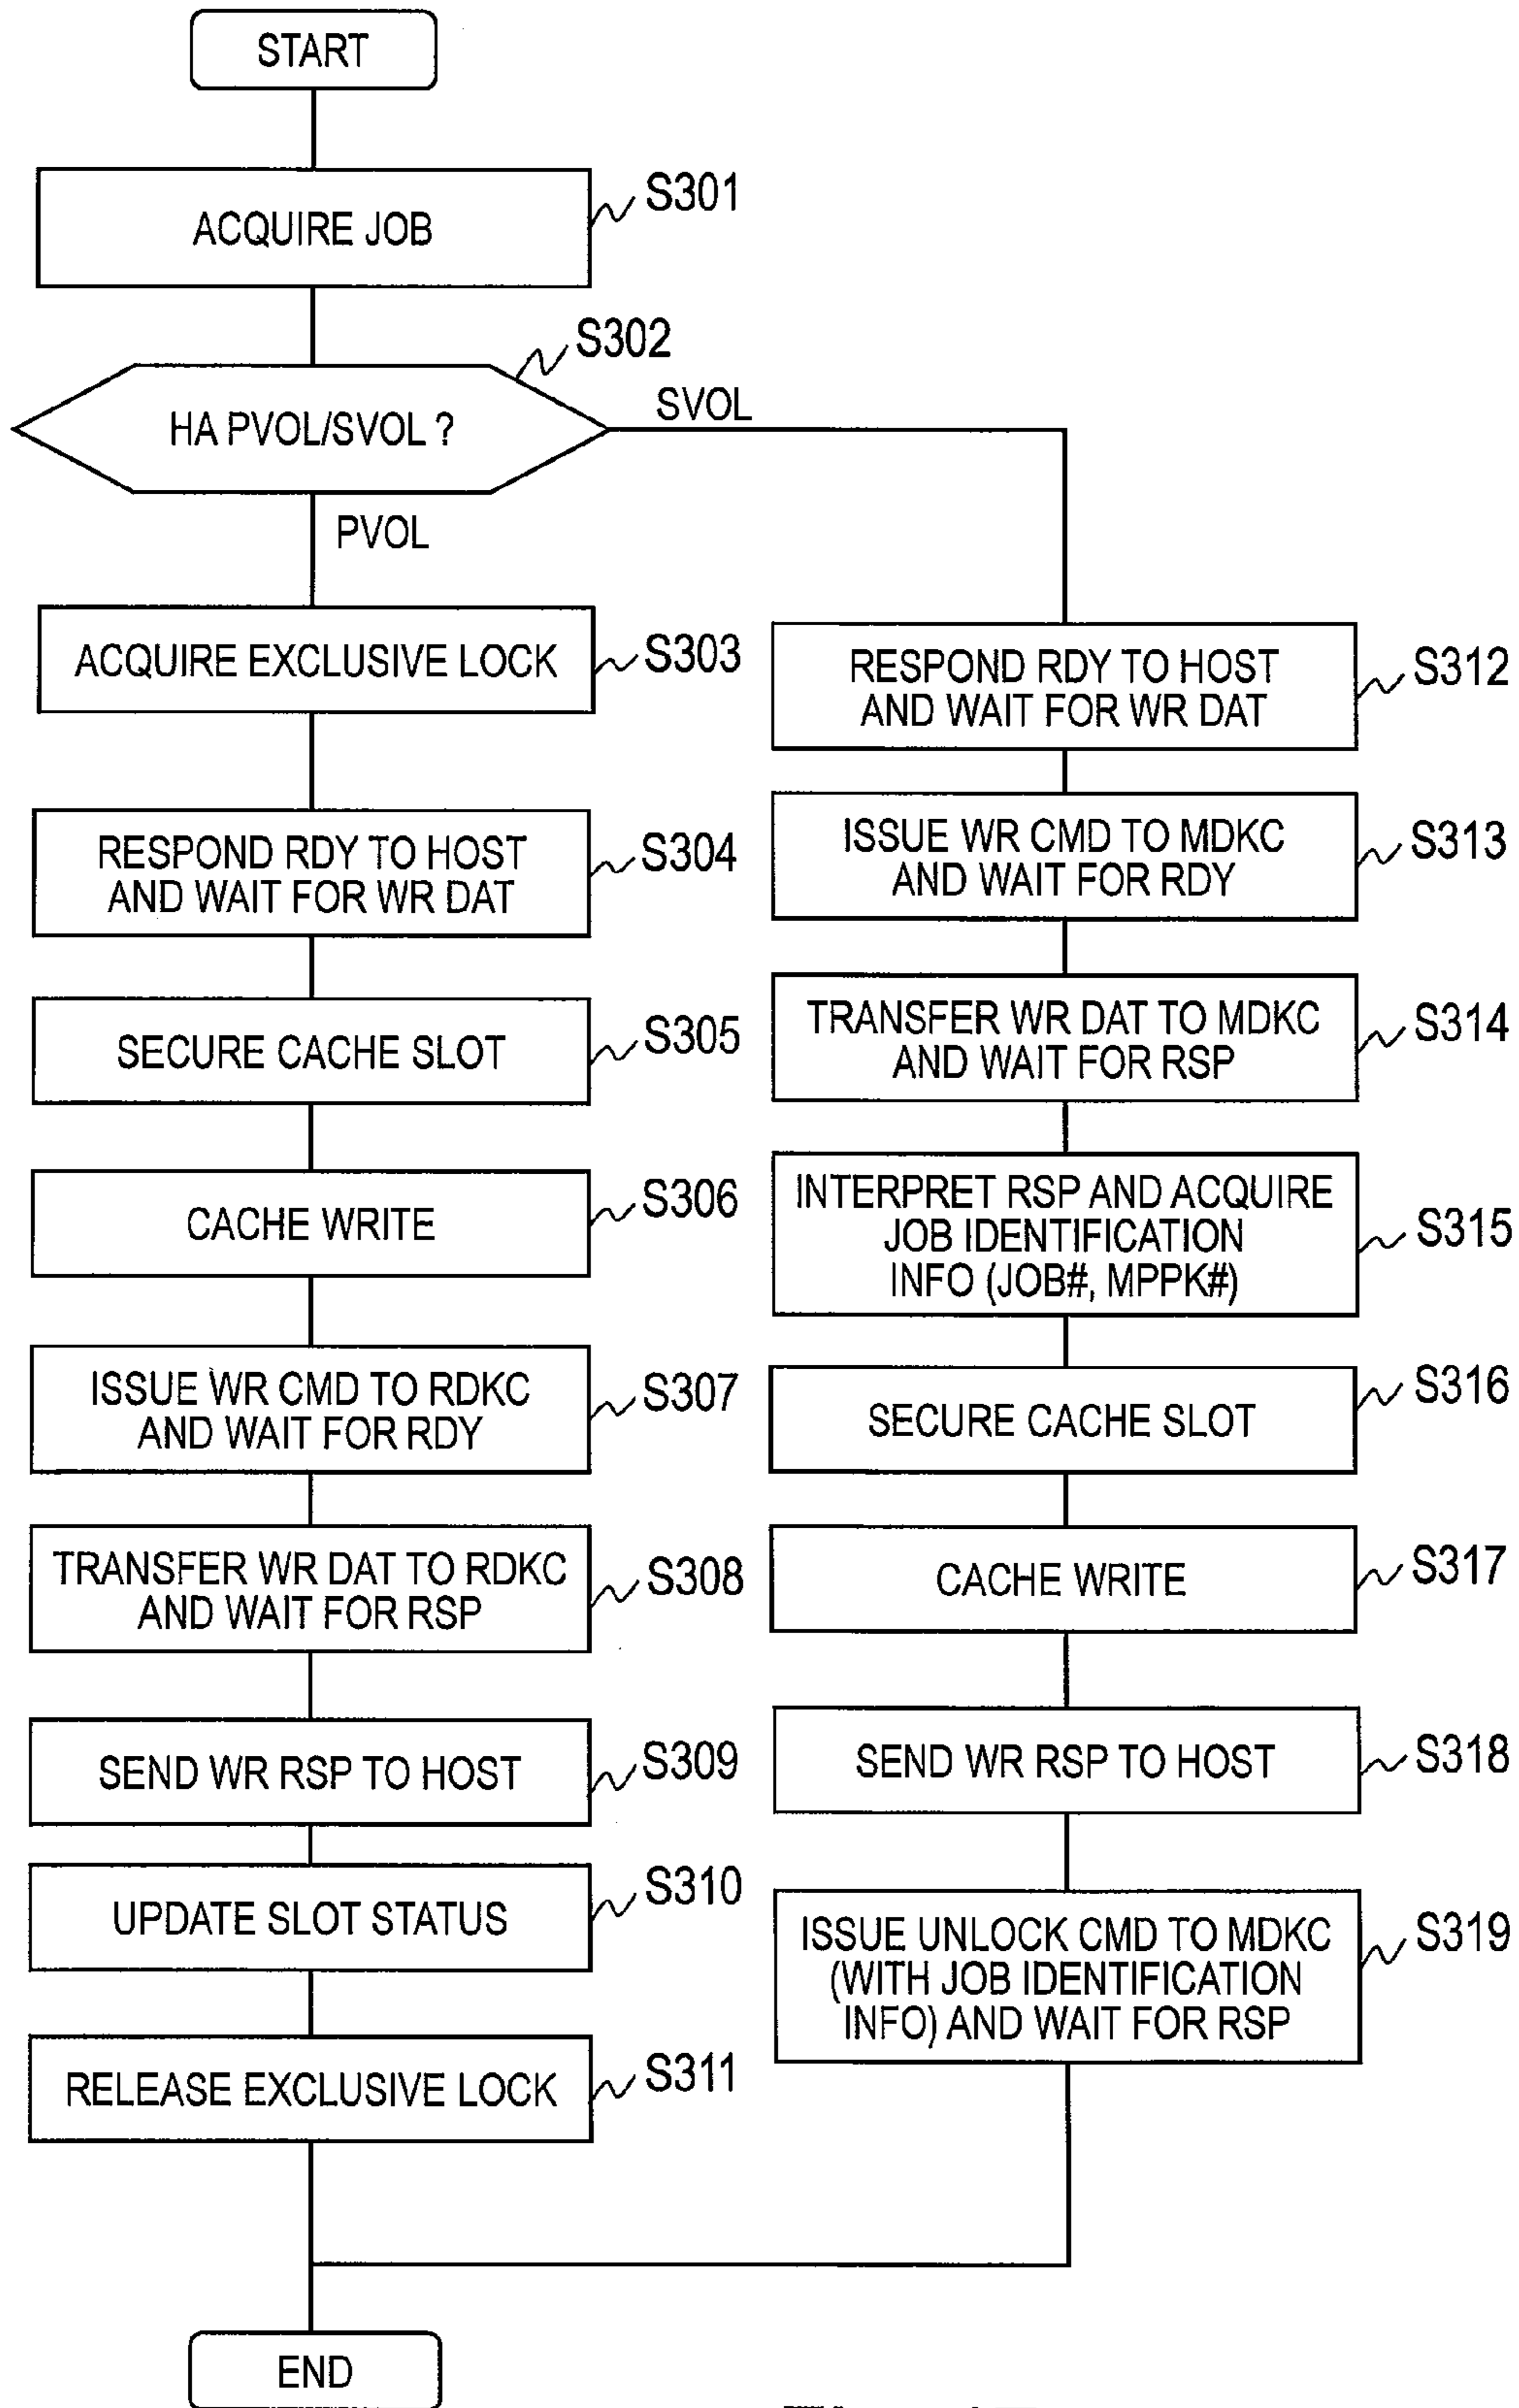 START
ACQUIRE JOB
S301
HA PVOL/SVOL ?
S302
SVOL
PVOL
ACQUIRE EXCLUSIVE LOCK
S303
RESPOND RDY TO HOST
AND WAIT FOR WR DAT
S304
SECURE CACHE SLOT
S305
CACHE WRITE
S306
ISSUE WR CMD TO RDKC
AND WAIT FOR RDY
S307
TRANSFER WR DAT TO RDKC
AND WAIT FOR RSP
S308
SEND WR RSP TO HOST
S309
UPDATE SLOT STATUS
S310
RELEASE EXCLUSIVE LOCK
S311
RESPOND RDY TO HOST
AND WAIT FOR WR DAT
S312
ISSUE WR CMD TO MDKC
AND WAIT FOR RDY
S313
TRANSFER WR DAT TO MDKC
AND WAIT FOR RSP
S314
INTERPRET RSP AND ACQUIRE
JOB IDENTIFICATION
INFO (JOB#, MPPK#)
S315
SECURE CACHE SLOT
S316
CACHE WRITE
S317
SEND WR RSP TO HOST
S318
ISSUE UNLOCK CMD TO MDKC
(WITH JOB IDENTIFICATION
INFO) AND WAIT FOR RSP
S319
END